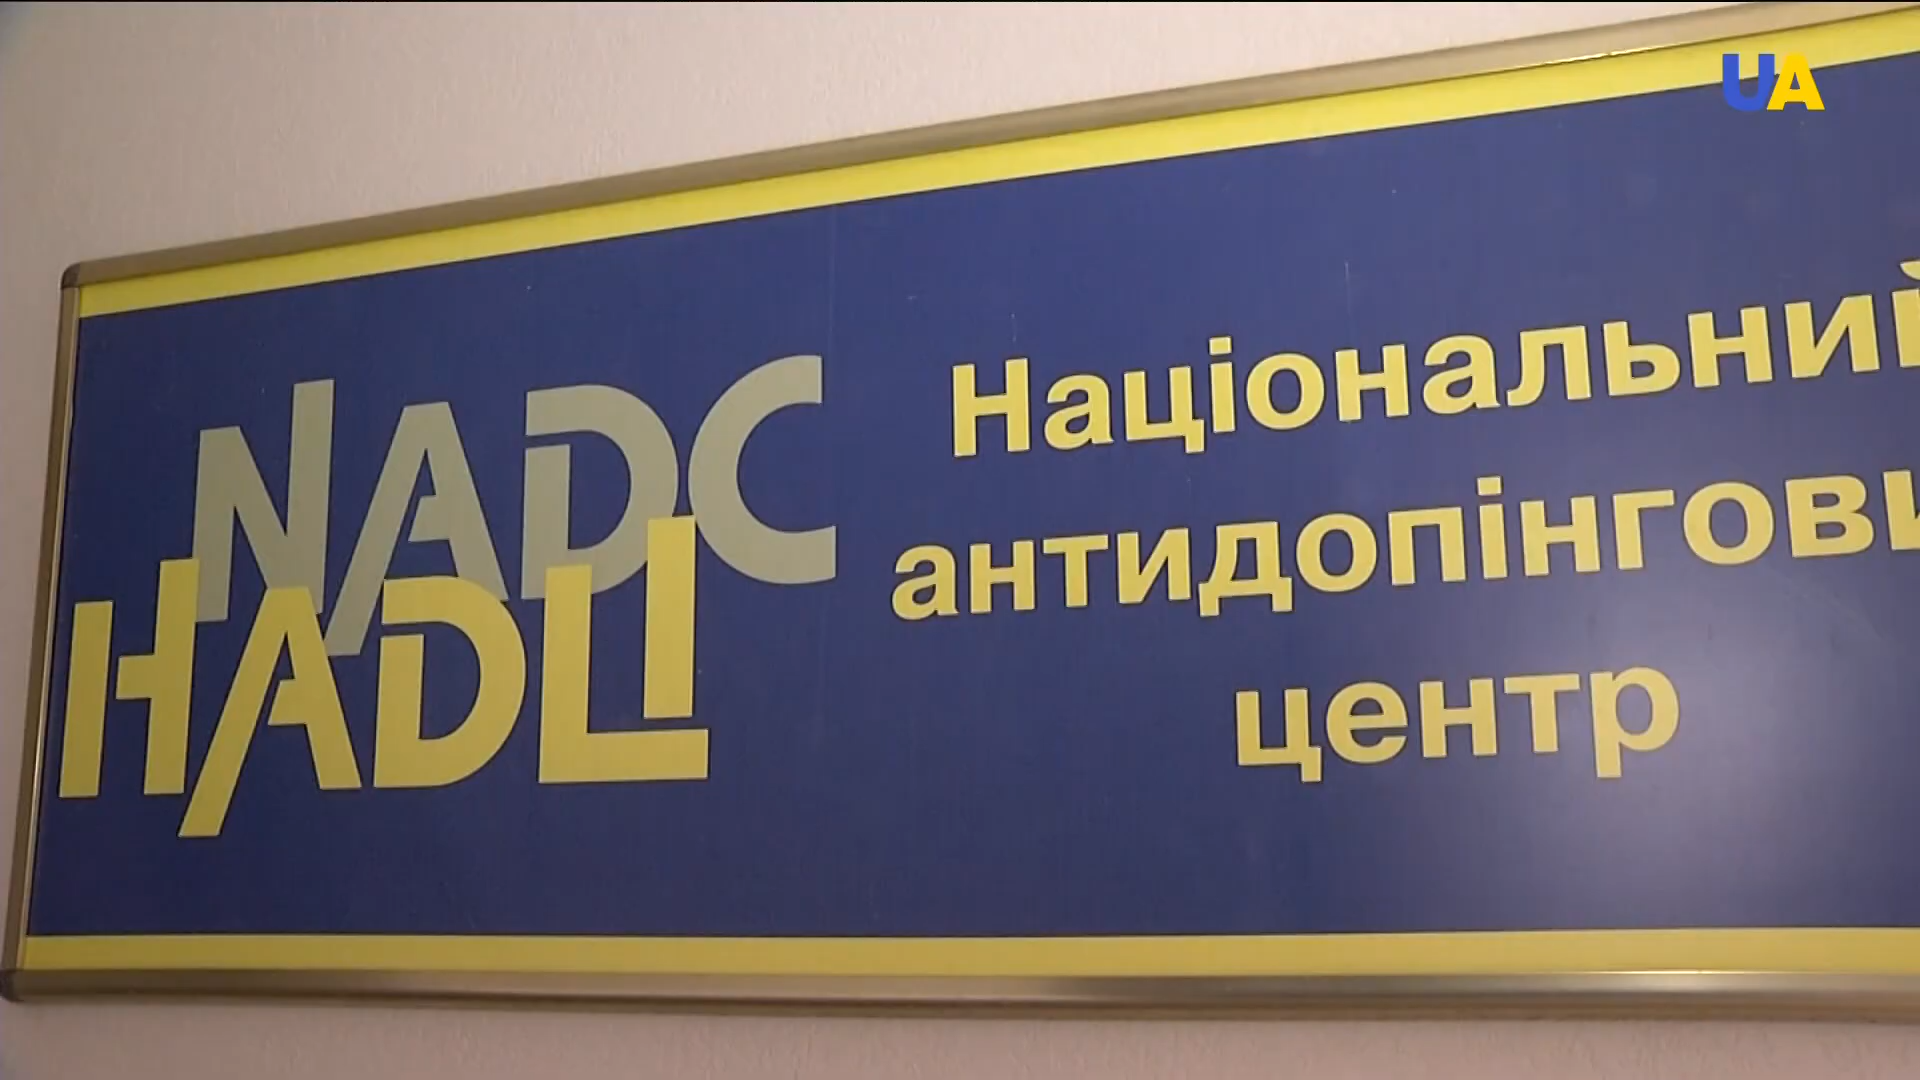 UA
NADC
НАДЦ
Національний
антидопінгови
центр